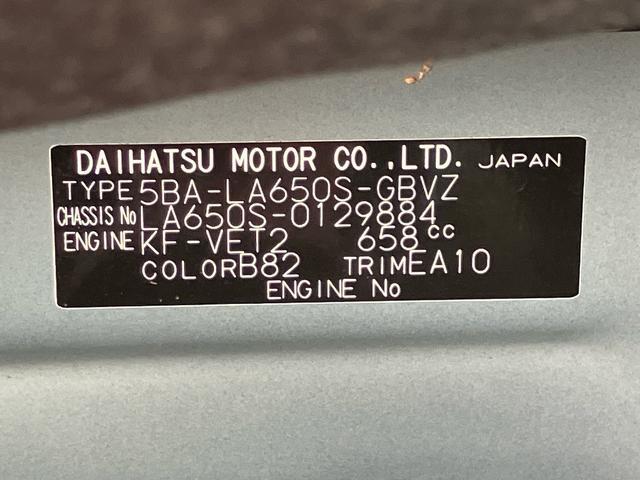 DAIHATSU MOTOR CO.,LTD. JAPAN
TYPE 5BA-LA650S-GBVZ
CHASSIS No LA650S-0129884
ENGINE KF-VET2 658cc
COLOR B82 TRIM EA10
ENGINE No